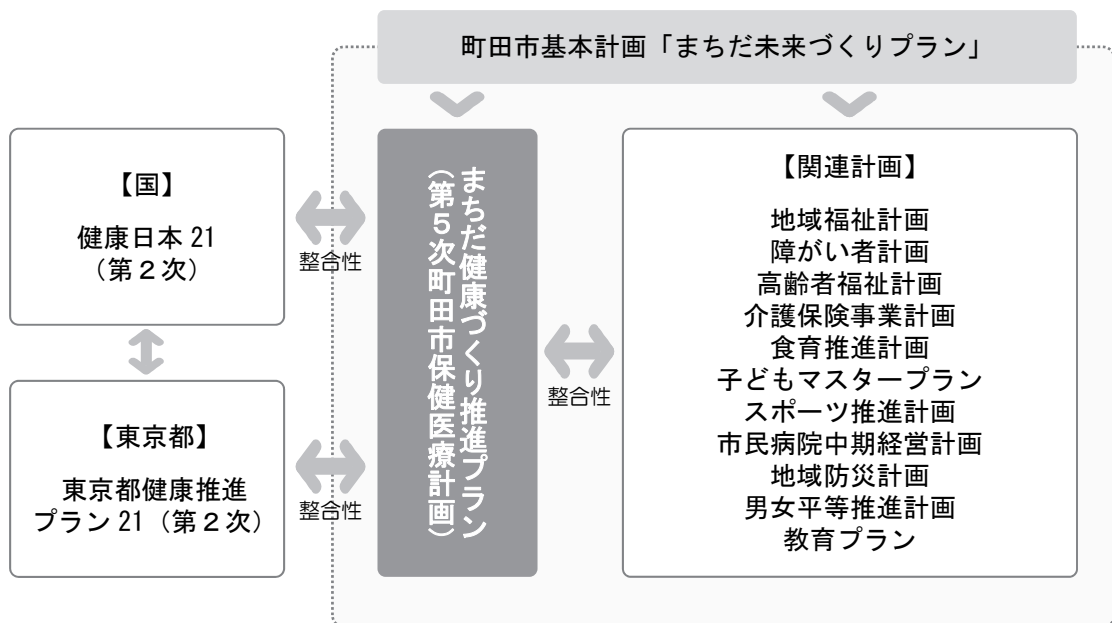 町田市基本計画「まちだ未来づくりプラン」
【国】
健康日本21
（第２次）
整合性
【東京都】
東京都健康推進
プラン21（第２次）
整合性
まちだ健康づくり推進プラン
（第５次町田市保健医療計画）
整合性
【関連計画】
地域福祉計画
障がい者計画
高齢者福祉計画
介護保険事業計画
食育推進計画
子どもマスタープラン
スポーツ推進計画
市民病院中期経営計画
地域防災計画
男女平等推進計画
教育プラン